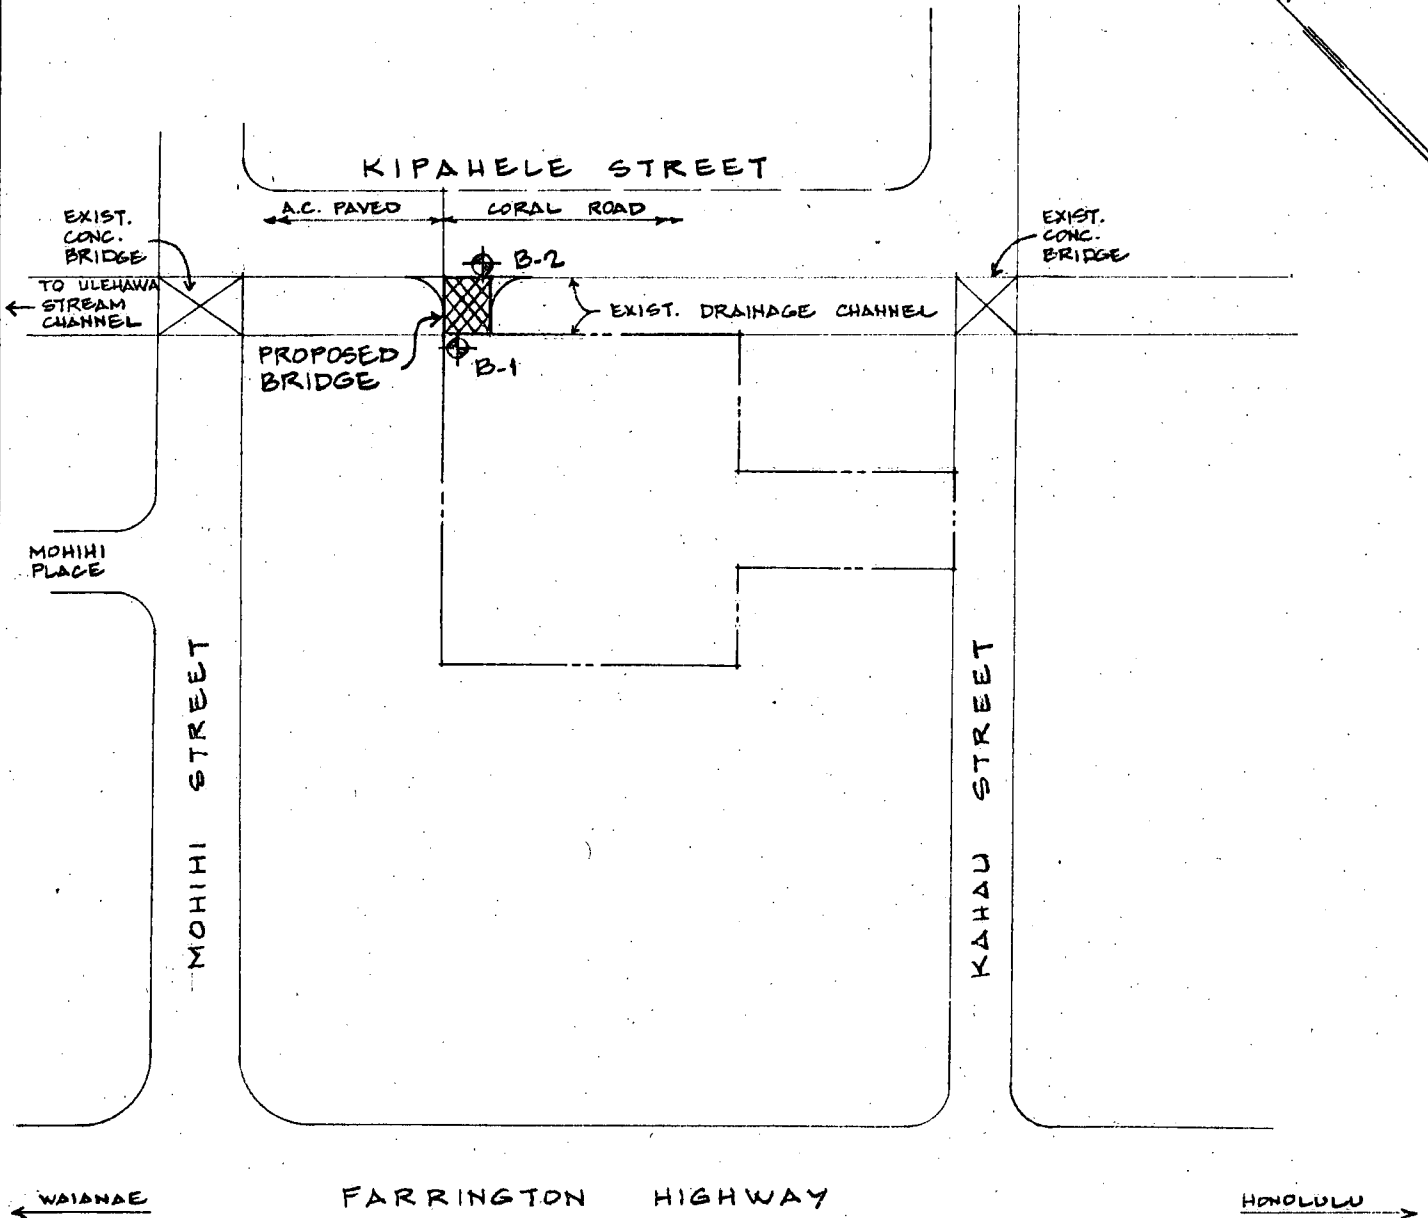 KIPAHELE STREET
A.C. PAVED
CORAL ROAD
EXIST.
CONC.
BRIDGE
EXIST.
CONC.
BRIDGE
B-2
TO ULEHAWA
STREAM
CHANNEL
EXIST. DRAINAGE CHANNEL
PROPOSED
BRIDGE
B-1
MOHIHI
PLACE
MOHIHI STREET
KAHAU STREET
WAIANAE
FARRINGTON HIGHWAY
HONOLULU